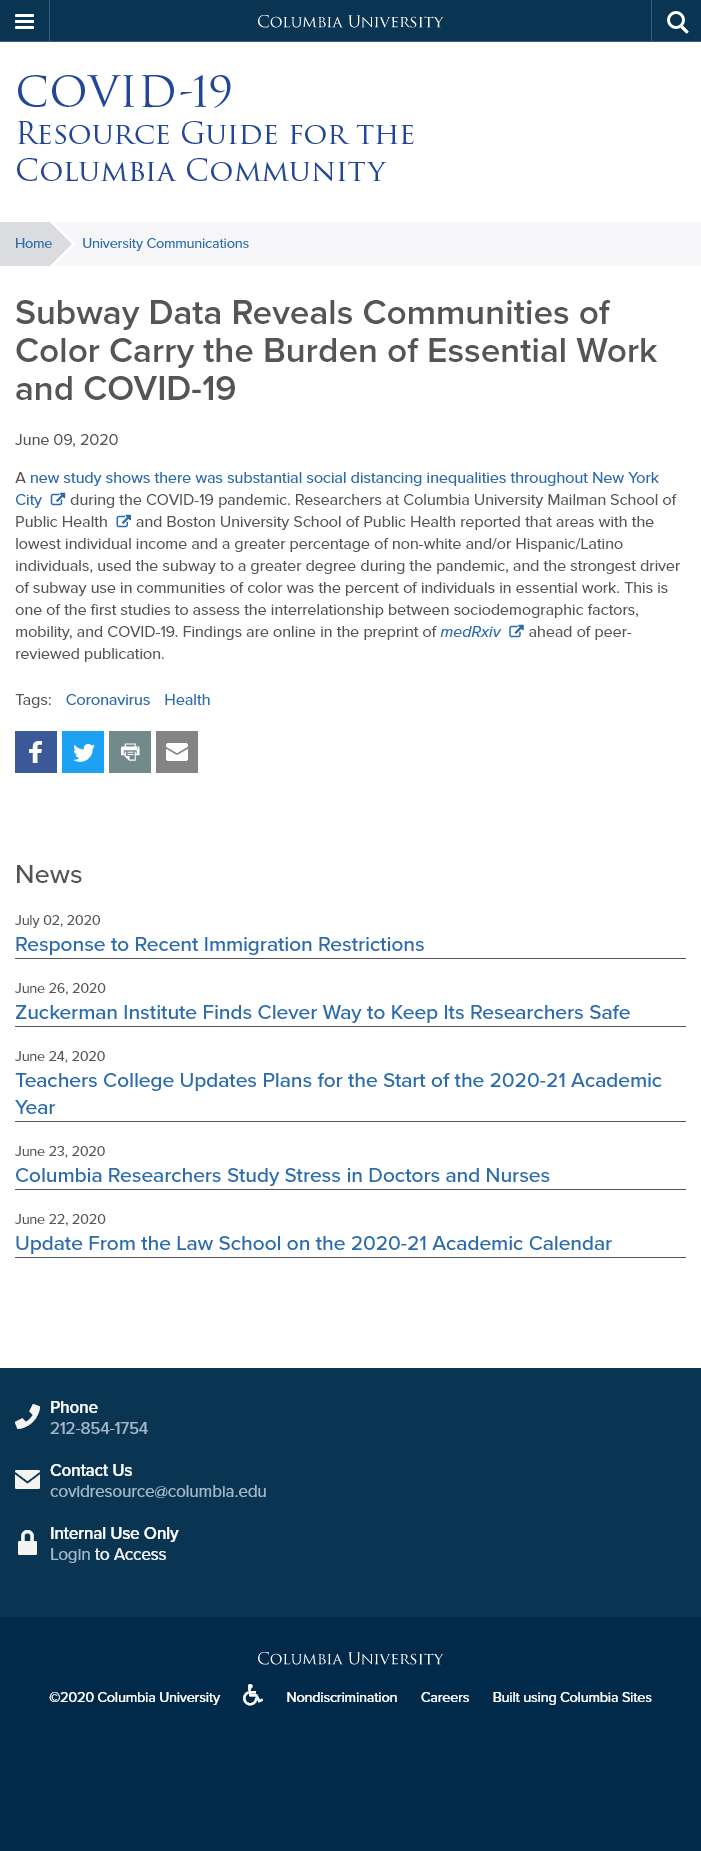 Columbia University
COVID-19
Resource Guide for the
Columbia Community
Home
University Communications
Subway Data Reveals Communities of
Color Carry the Burden of Essential Work
and COVID-19
June 09, 2020
A new study shows there was substantial social distancing inequalities throughout New York
City during the COVID-19 pandemic. Researchers at Columbia University Mailman School of
Public Health and Boston University School of Public Health reported that areas with the
lowest individual income and a greater percentage of non-white and/or Hispanic/Latino
individuals, used the subway to a greater degree during the pandemic, and the strongest driver
of subway use in communities of color was the percent of individuals in essential work. This is
one of the first studies to assess the interrelationship between sociodemographic factors,
mobility, and COVID-19. Findings are online in the preprint of medRxiv ahead of peer-
reviewed publication.
Tags: Coronavirus Health
News
July 02, 2020
Response to Recent Immigration Restrictions
June 26, 2020
Zuckerman Institute Finds Clever Way to Keep Its Researchers Safe
June 24, 2020
Teachers College Updates Plans for the Start of the 2020-21 Academic
Year
June 23, 2020
Columbia Researchers Study Stress in Doctors and Nurses
June 22, 2020
Update From the Law School on the 2020-21 Academic Calendar
Phone
212-854-1754
Contact Us
covidresource@columbia.edu
Internal Use Only
Login to Access
Columbia University
©2020 Columbia University Nondiscrimination Careers Built using Columbia Sites